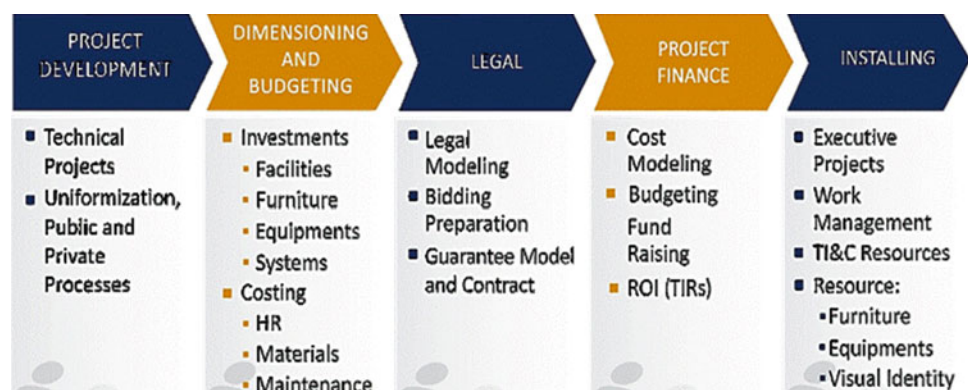 PROJECT
DEVELOPMENT
DIMENSIONING
AND
BUDGETING
LEGAL
PROJECT
FINANCE
INSTALLING
Technical
Projects
Uniformization,
Public and
Private
Processes
Investments
Facilities
Furniture
Equipments
Systems
Costing
HR
Materials
Maintenance
Legal
Modeling
Bidding
Preparation
Guarantee Model
and Contract
Cost
Modeling
Budgeting
Fund
Raising
ROI (TIRs)
Executive
Projects
Work
Management
TI&C Resources
Resource:
Furniture
Equipments
Visual Identity